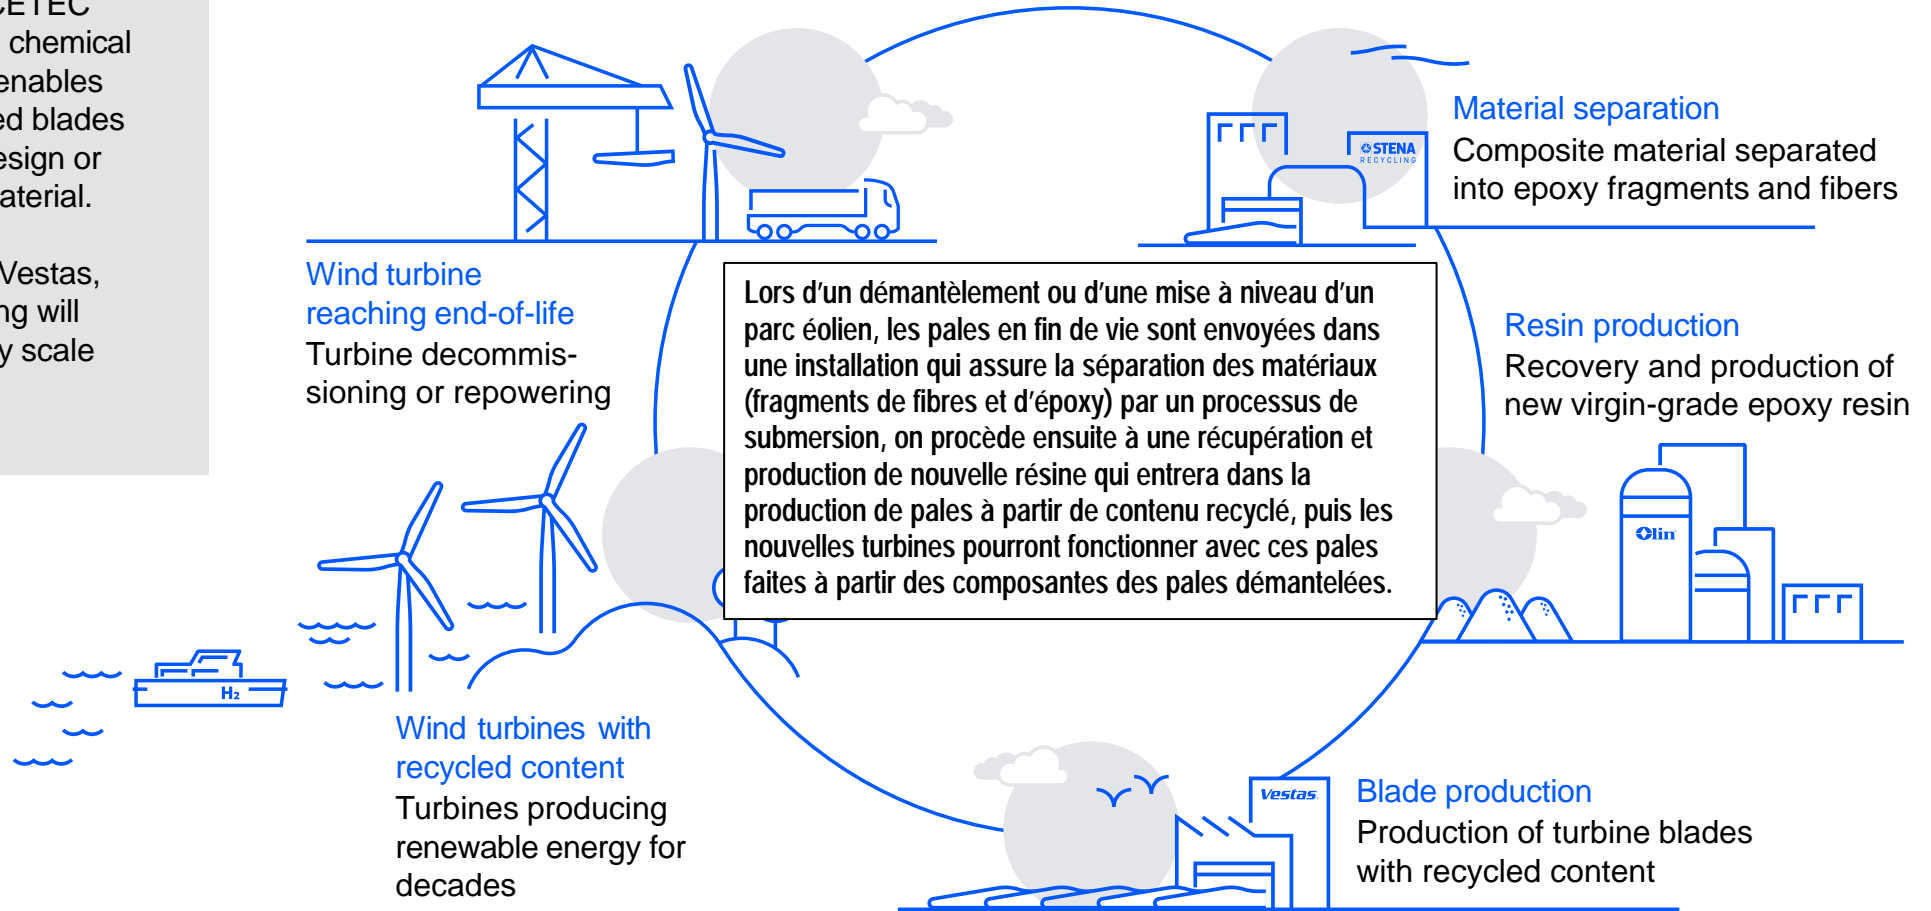 CETEC
chemical
enables
ed blades
esign or
aterial.
Vestas,
ng will
y scale
STENA
RECYCLING
Material separation
Composite material separated
into epoxy fragments and fibers
Wind turbine
reaching end-of-life
Turbine decommis-
sioning or repowering
Lors d'un démantèlement ou d'une mise à niveau d'un
parc éolien, les pales en fin de vie sont envoyées dans
une installation qui assure la séparation des matériaux
(fragments de fibres et d'époxy) par un processus de
submersion, on procède ensuite à une récupération et
production de nouvelle résine qui entrera dans la
production de pales à partir de contenu recyclé, puis les
nouvelles turbines pourront fonctionner avec ces pales
faites à partir des composantes des pales démantelées.
Resin production
Recovery and production of
new virgin-grade epoxy resin
Olin
H₂
Wind turbines with
recycled content
Turbines producing
renewable energy for
decades
Vestas
Blade production
Production of turbine blades
with recycled content